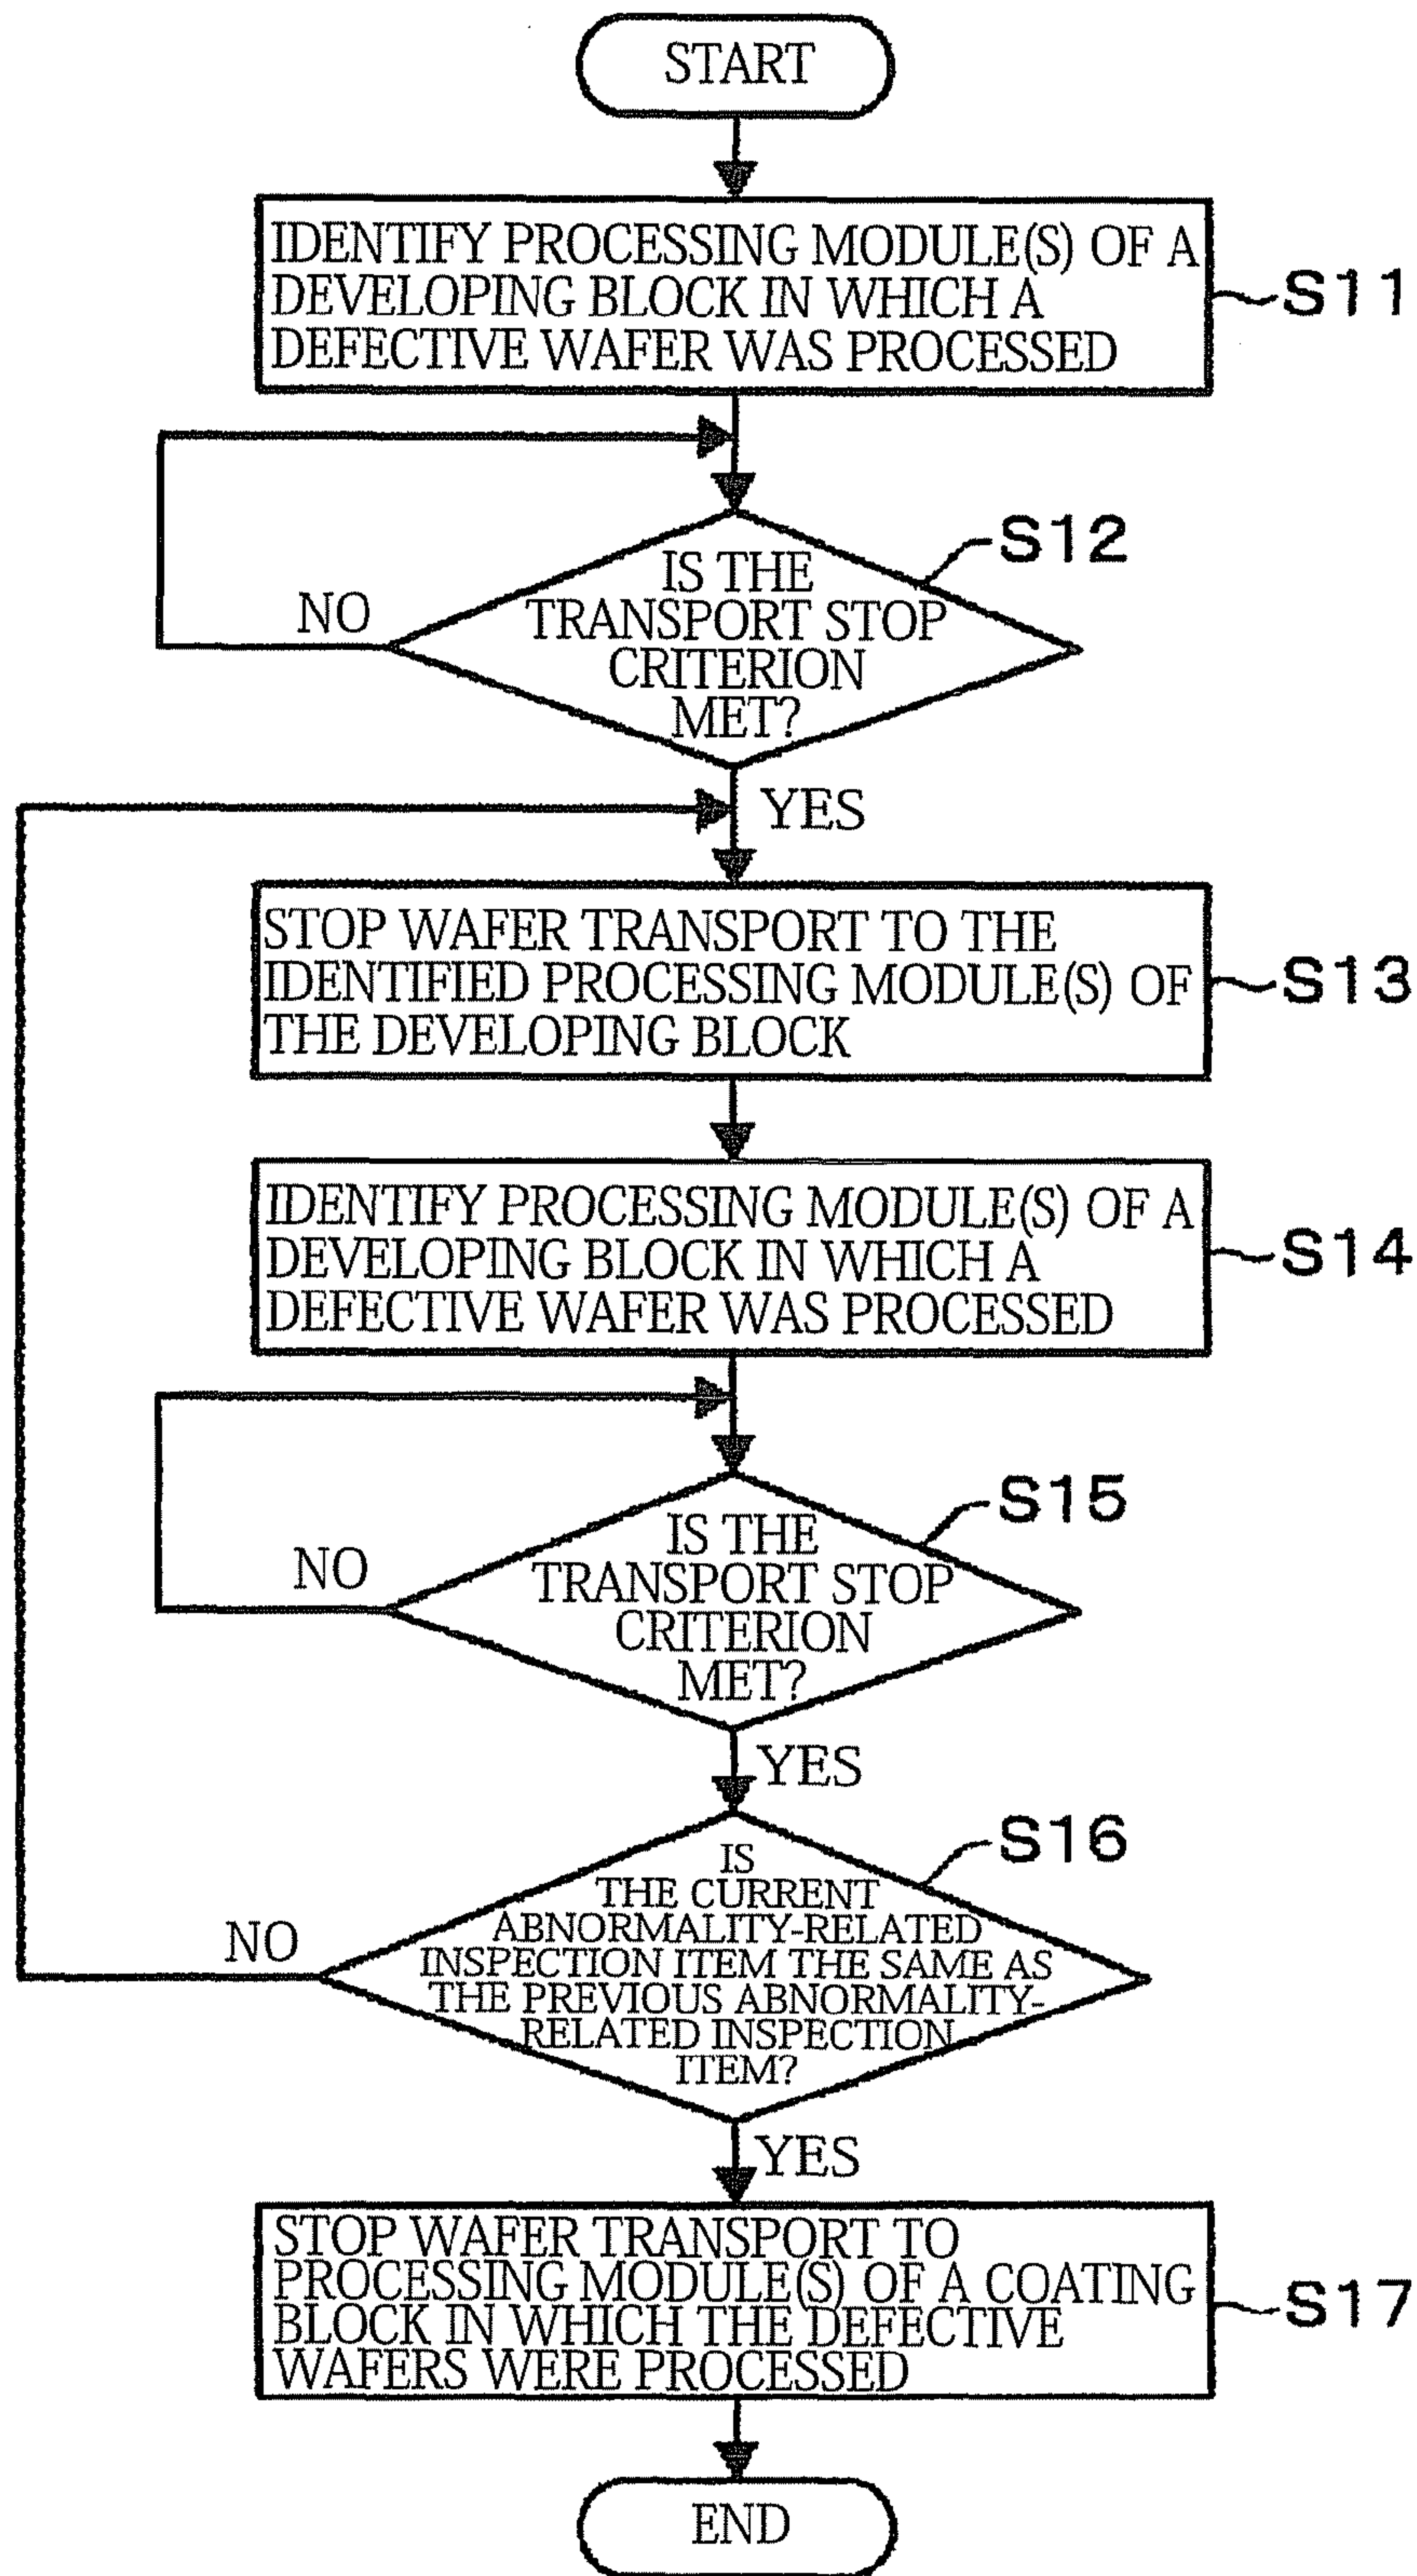 START
IDENTIFY PROCESSING MODULE(S) OF A
DEVELOPING BLOCK IN WHICH A
DEFECTIVE WAFER WAS PROCESSED
S11
S12
IS THE
TRANSPORT STOP
CRITERION
MET?
NO
YES
STOP WAFER TRANSPORT TO THE
IDENTIFIED PROCESSING MODULE(S) OF
THE DEVELOPING BLOCK
S13
IDENTIFY PROCESSING MODULE(S) OF A
DEVELOPING BLOCK IN WHICH A
DEFECTIVE WAFER WAS PROCESSED
S14
S15
IS THE
TRANSPORT STOP
CRITERION
MET?
NO
YES
S16
IS
THE CURRENT
ABNORMALITY-RELATED
INSPECTION ITEM THE SAME AS
THE PREVIOUS ABNORMALITY-
RELATED INSPECTION
ITEM?
NO
YES
STOP WAFER TRANSPORT TO
PROCESSING MODULE(S) OF A COATING
BLOCK IN WHICH THE DEFECTIVE
WAFERS WERE PROCESSED
S17
END